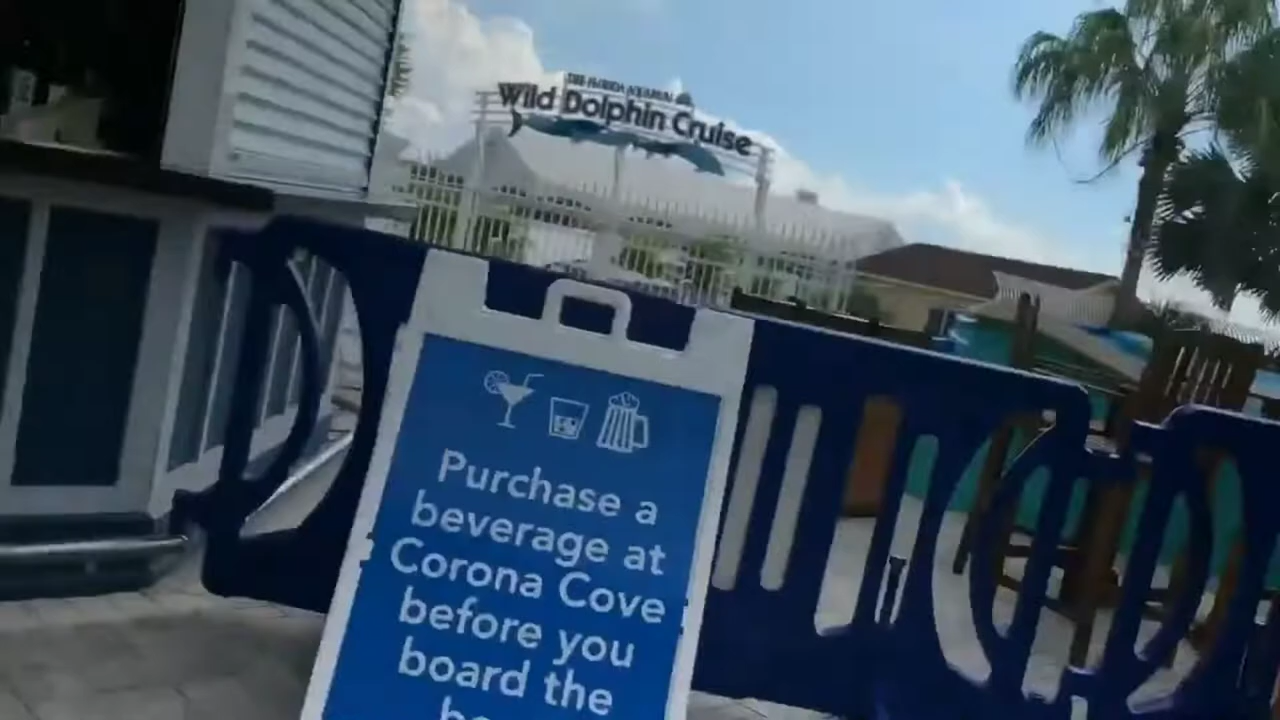 THE FLORIDA AQUARIUM
Wild Dolphin Cruise
Purchase a
beverage at
Corona Cove
before you
board the